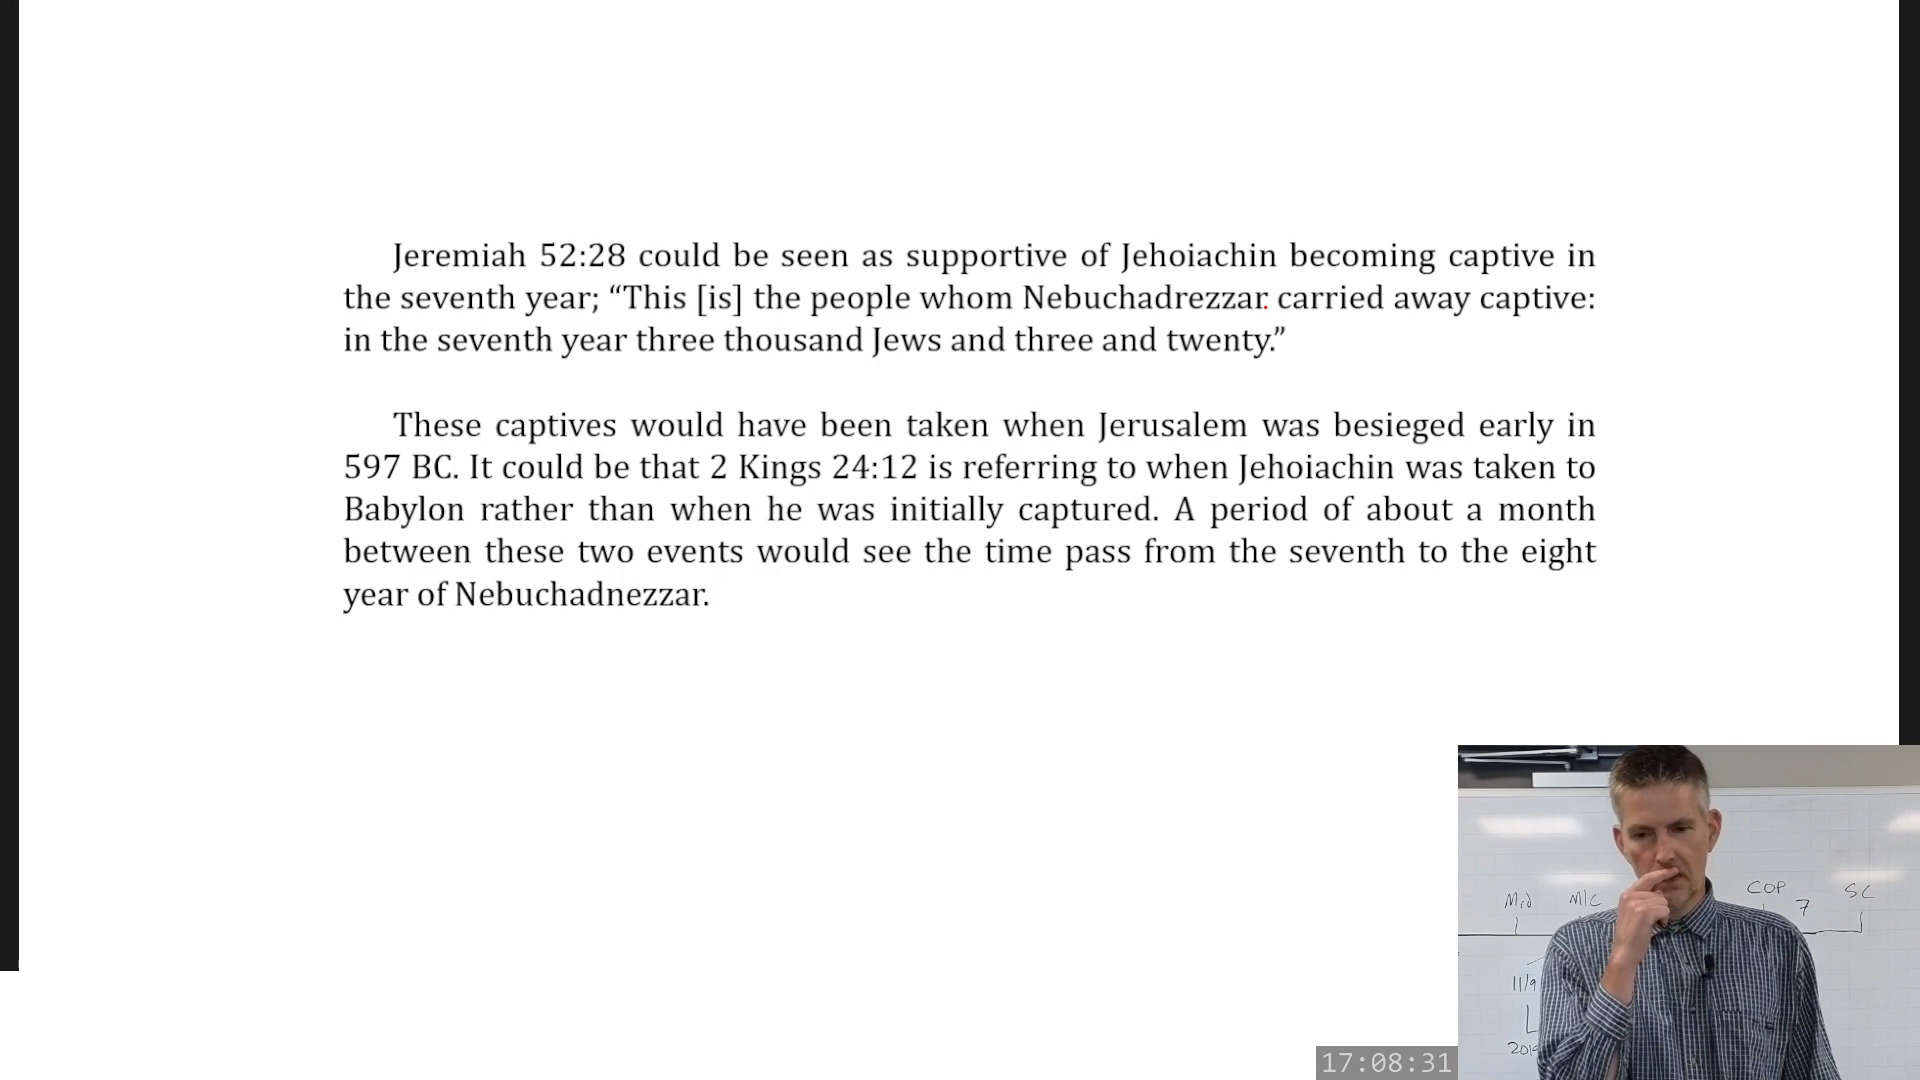 Jeremiah 52:28 could be seen as supportive of Jehoiachin becoming captive in
the seventh year; “This [is] the people whom Nebuchadrezzar carried away captive:
in the seventh year three thousand Jews and three and twenty.”
These captives would have been taken when Jerusalem was besieged early in
597 BC. It could be that 2 Kings 24:12 is referring to when Jehoiachin was taken to
Babylon rather than when he was initially captured. A period of about a month
between these two events would see the time pass from the seventh to the eight
year of Nebuchadnezzar.
Mid M/C COP 7 SC
11/9
17:08:31